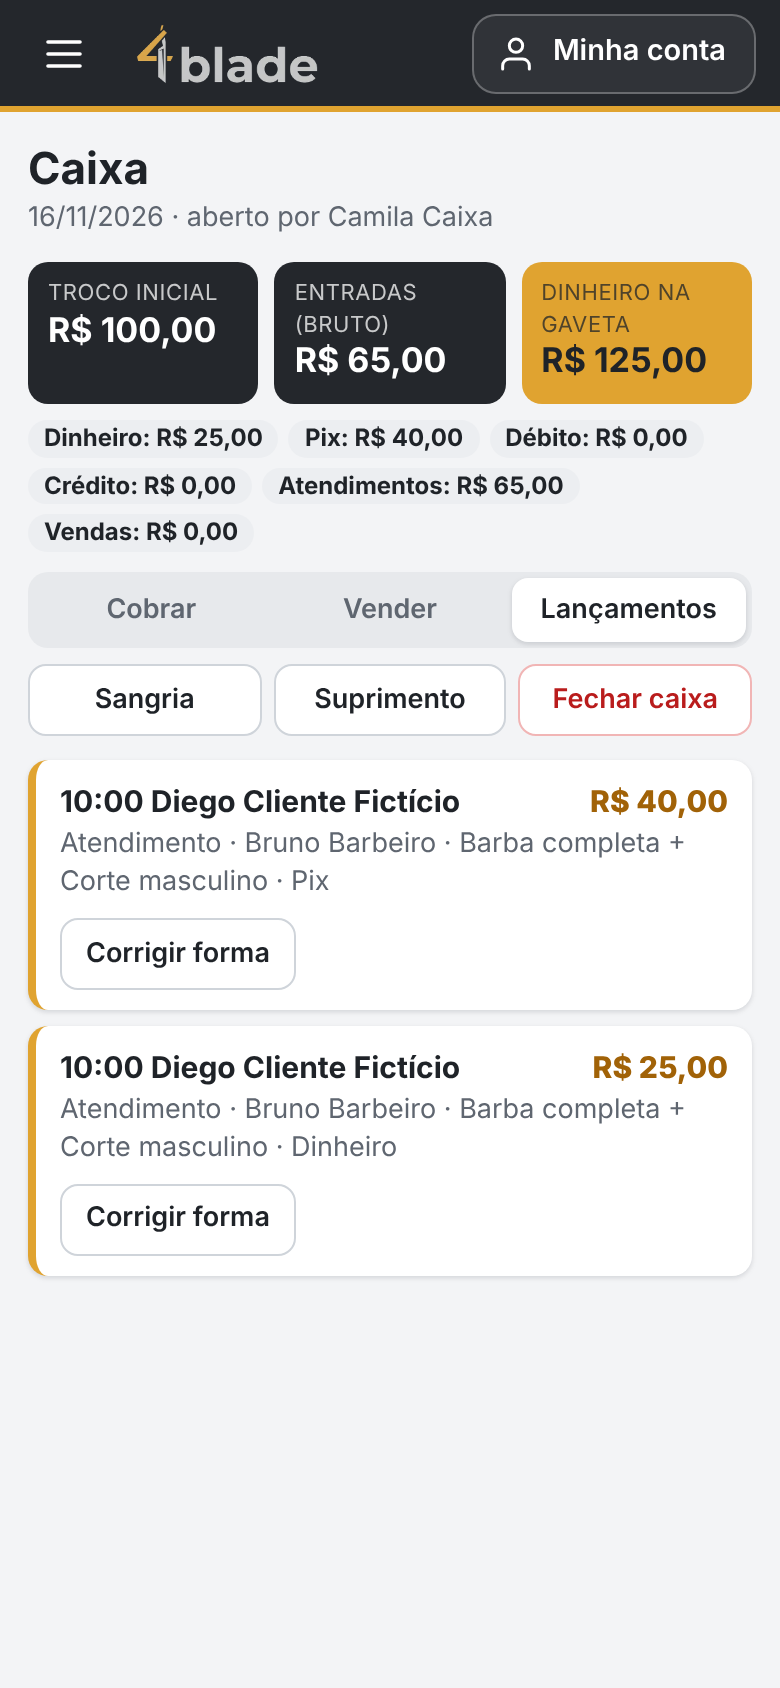 4blade
Minha conta
Caixa
16/11/2026 · aberto por Camila Caixa
TROCO INICIAL
R$ 100,00
ENTRADAS
(BRUTO)
R$ 65,00
DINHEIRO NA
GAVETA
R$ 125,00
Dinheiro: R$ 25,00
Pix: R$ 40,00
Débito: R$ 0,00
Crédito: R$ 0,00
Atendimentos: R$ 65,00
Vendas: R$ 0,00
Cobrar
Vender
Lançamentos
Sangria
Suprimento
Fechar caixa
10:00 Diego Cliente Fictício
R$ 40,00
Atendimento · Bruno Barbeiro · Barba completa +
Corte masculino · Pix
Corrigir forma
10:00 Diego Cliente Fictício
R$ 25,00
Atendimento · Bruno Barbeiro · Barba completa +
Corte masculino · Dinheiro
Corrigir forma